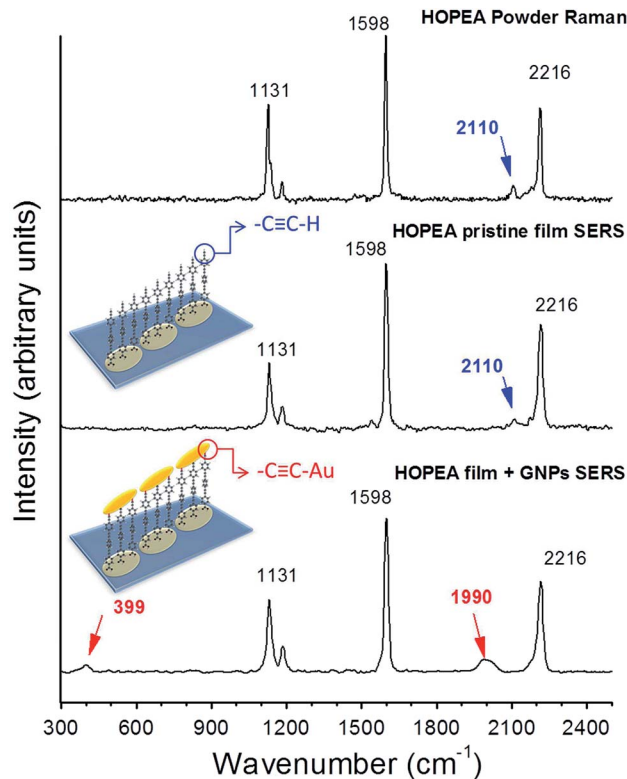 HOPEA Powder Raman
1598
1131
2216
2110
HOPEA pristine film SERS
-C≡C-H
1598
1131
2110
2216
HOPEA film + GNPs SERS
-C≡C-Au
1598
1131
2216
399
1990
Intensity (arbitrary units)
300 600 900 1200 1500 1800 2100 2400
Wavenumber (cm⁻¹)